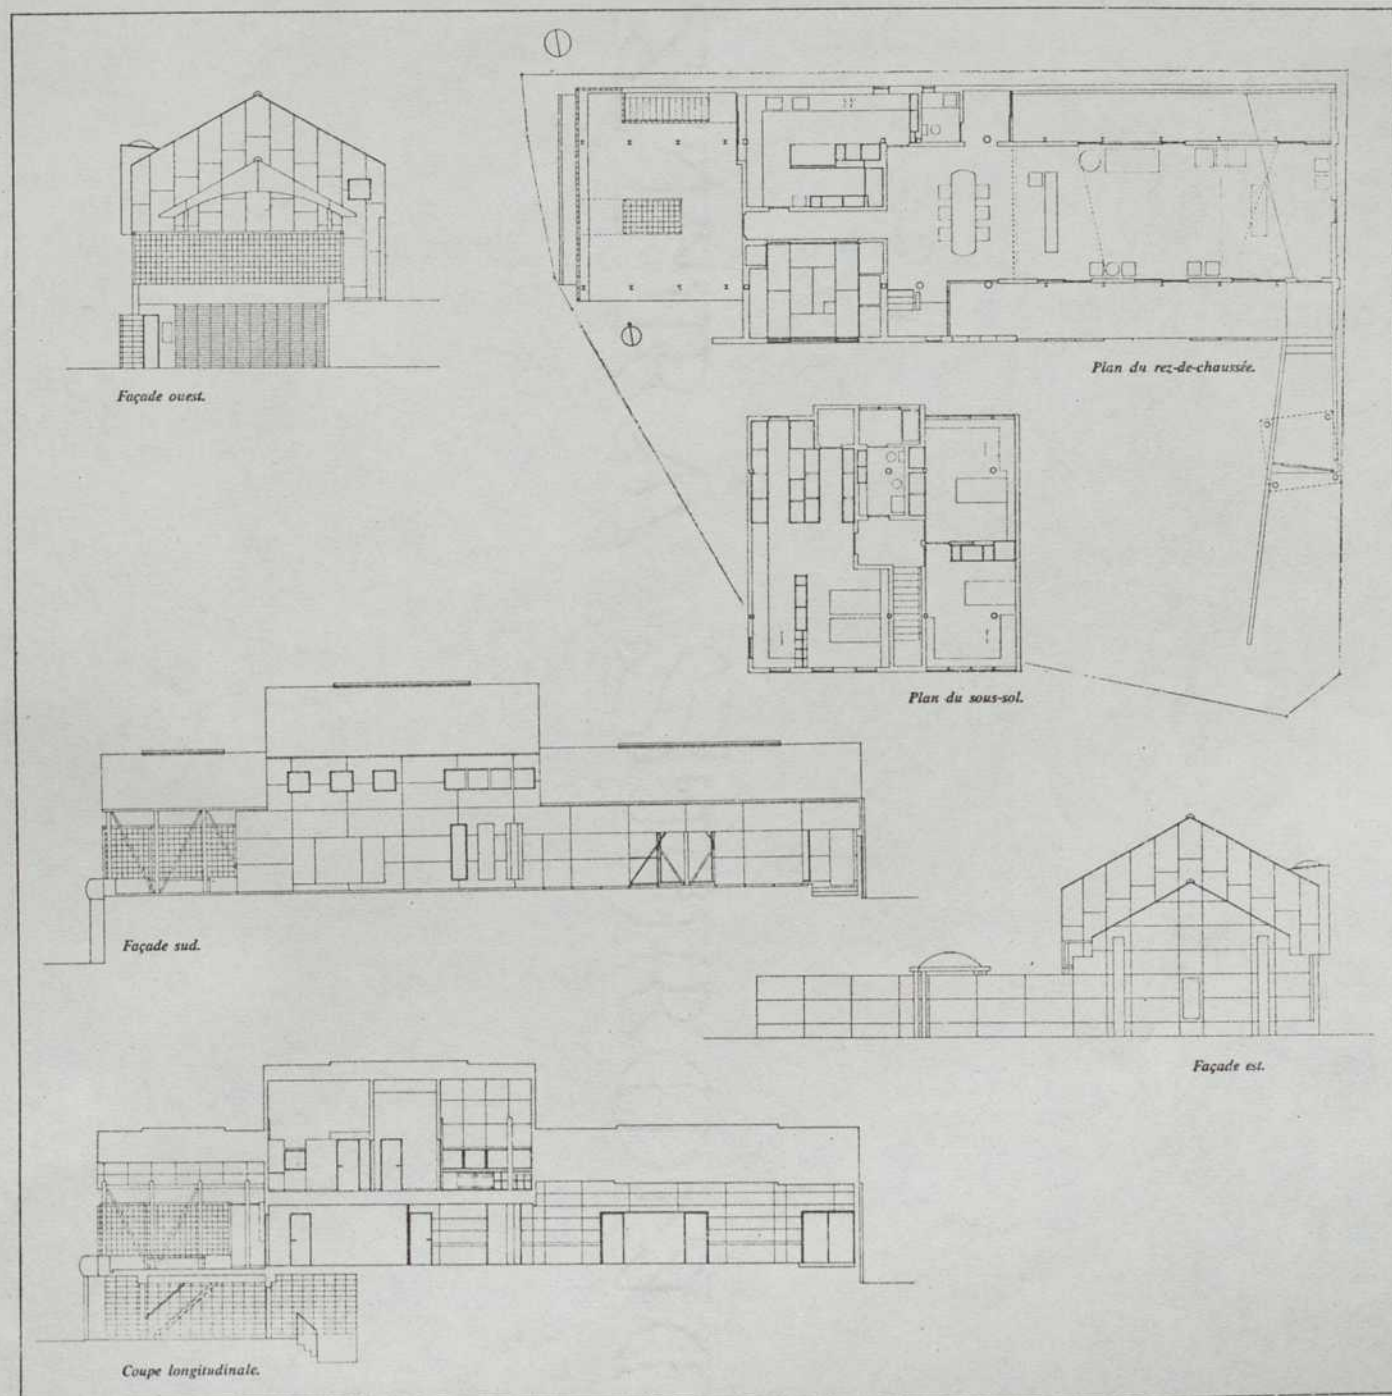 Façade ouest.
Plan du rez-de-chaussée.
Plan du sous-sol.
Façade sud.
Façade est.
Coupe longitudinale.